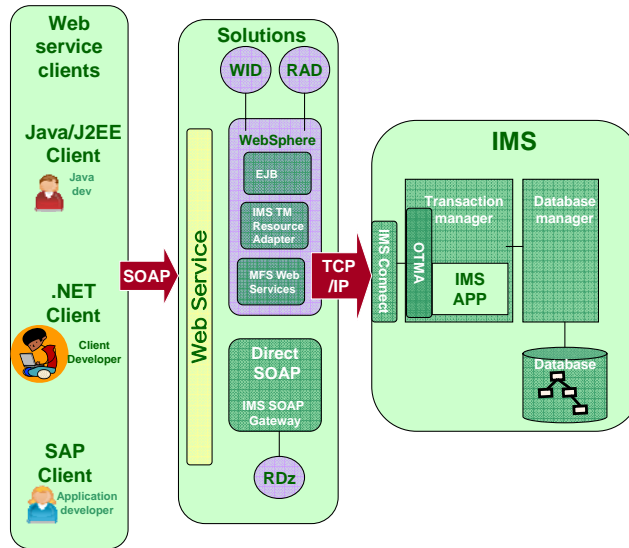 Web
service
clients
Java/J2EE
Client
Java
dev
.NET
Client
Client
Developer
SAP
Client
Application
developer
SOAP
Solutions
WID
RAD
Web Service
WebSphere
EJB
IMS TM
Resource
Adapter
MFS Web
Services
Direct
SOAP
IMS SOAP
Gateway
RDz
TCP
/IP
IMS
IMS Connect
OTMA
Transaction
manager
IMS
APP
Database
manager
Database